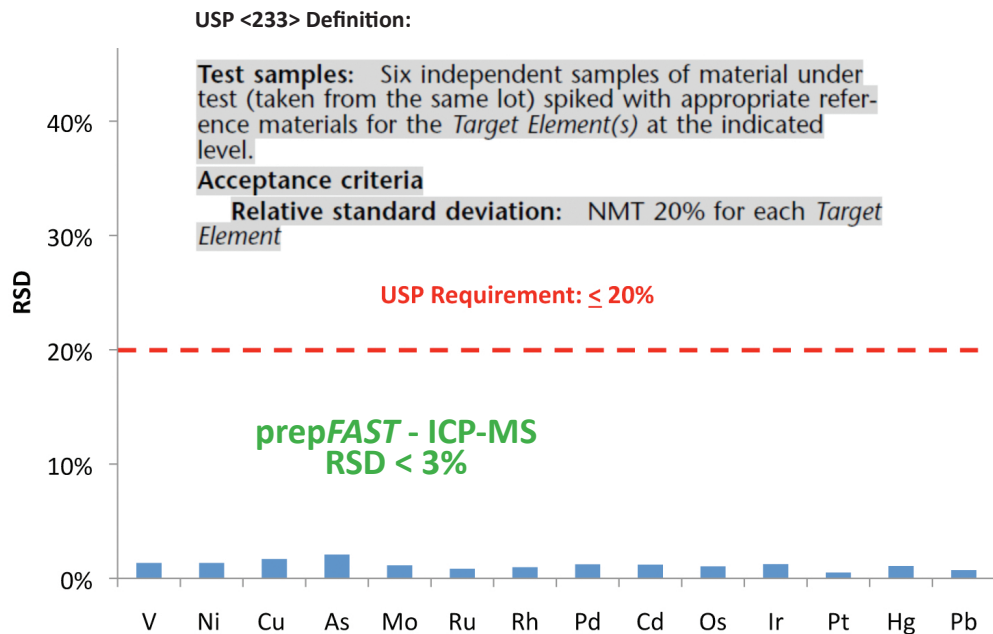 USP <233> Definition:
Test samples: Six independent samples of material under
test (taken from the same lot) spiked with appropriate refer-
ence materials for the Target Element(s) at the indicated
level.
Acceptance criteria
Relative standard deviation: NMT 20% for each Target
Element
USP Requirement: ≤ 20%
prepFAST - ICP-MS
RSD < 3%
RSD
40%
30%
20%
10%
0%
V Ni Cu As Mo Ru Rh Pd Cd Os Ir Pt Hg Pb